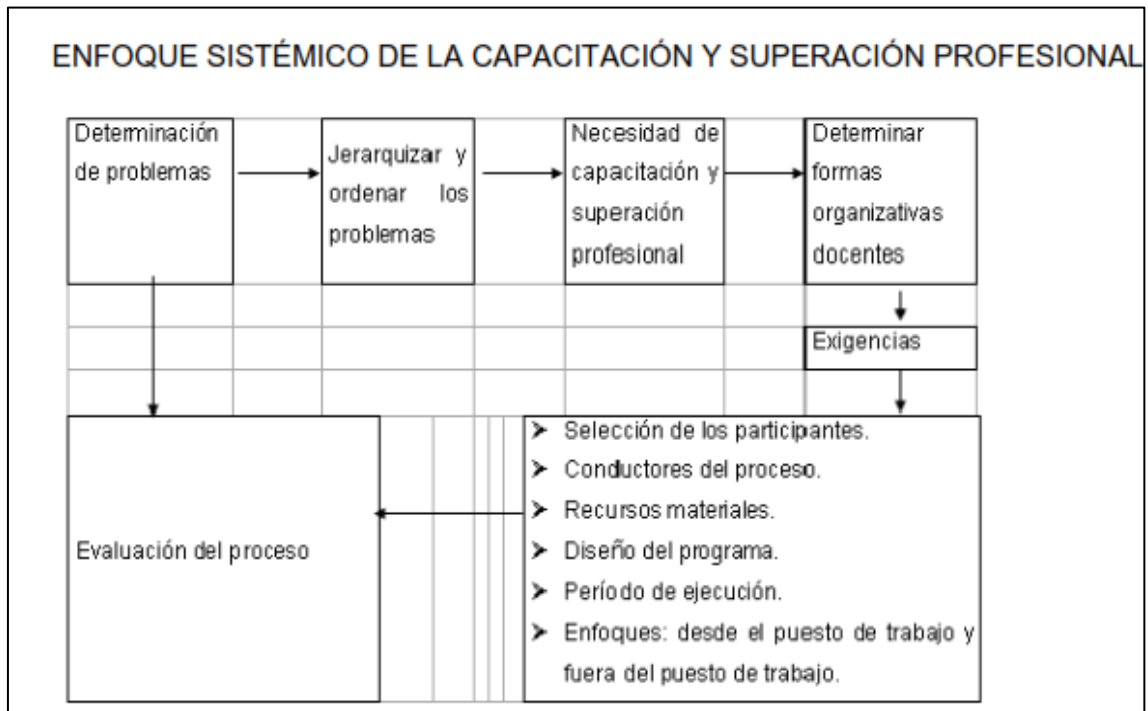 ENFOQUE SISTÉMICO DE LA CAPACITACIÓN Y SUPERACIÓN PROFESIONAL
Determinación
de problemas
Jerarquizar y
ordenar los
problemas
Necesidad de
capacitación y
superación
profesional
Determinar
formas
organizativas
docentes
Exigencias
Evaluación del proceso
➤ Selección de los participantes.
➤ Conductores del proceso.
➤ Recursos materiales.
➤ Diseño del programa.
➤ Período de ejecución.
➤ Enfoques: desde el puesto de trabajo y
fuera del puesto de trabajo.